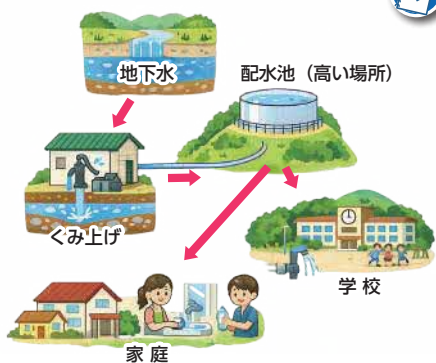 地下水
配水池（高い場所）
くみ上げ
学 校
家 庭